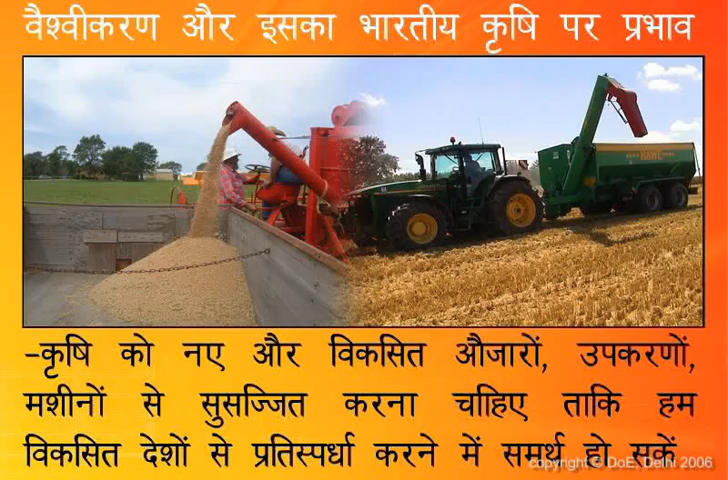 वैश्वीकरण और इसका भारतीय कृषि पर प्रभाव
-कृषि को नए और विकसित औजारों, उपकरणों,
मशीनों से सुसज्जित करना चहिए ताकि हम
विकसित देशों से प्रतिस्पर्धा करने में समर्थ हो सकें
copyright © DoE, Delhi 2006